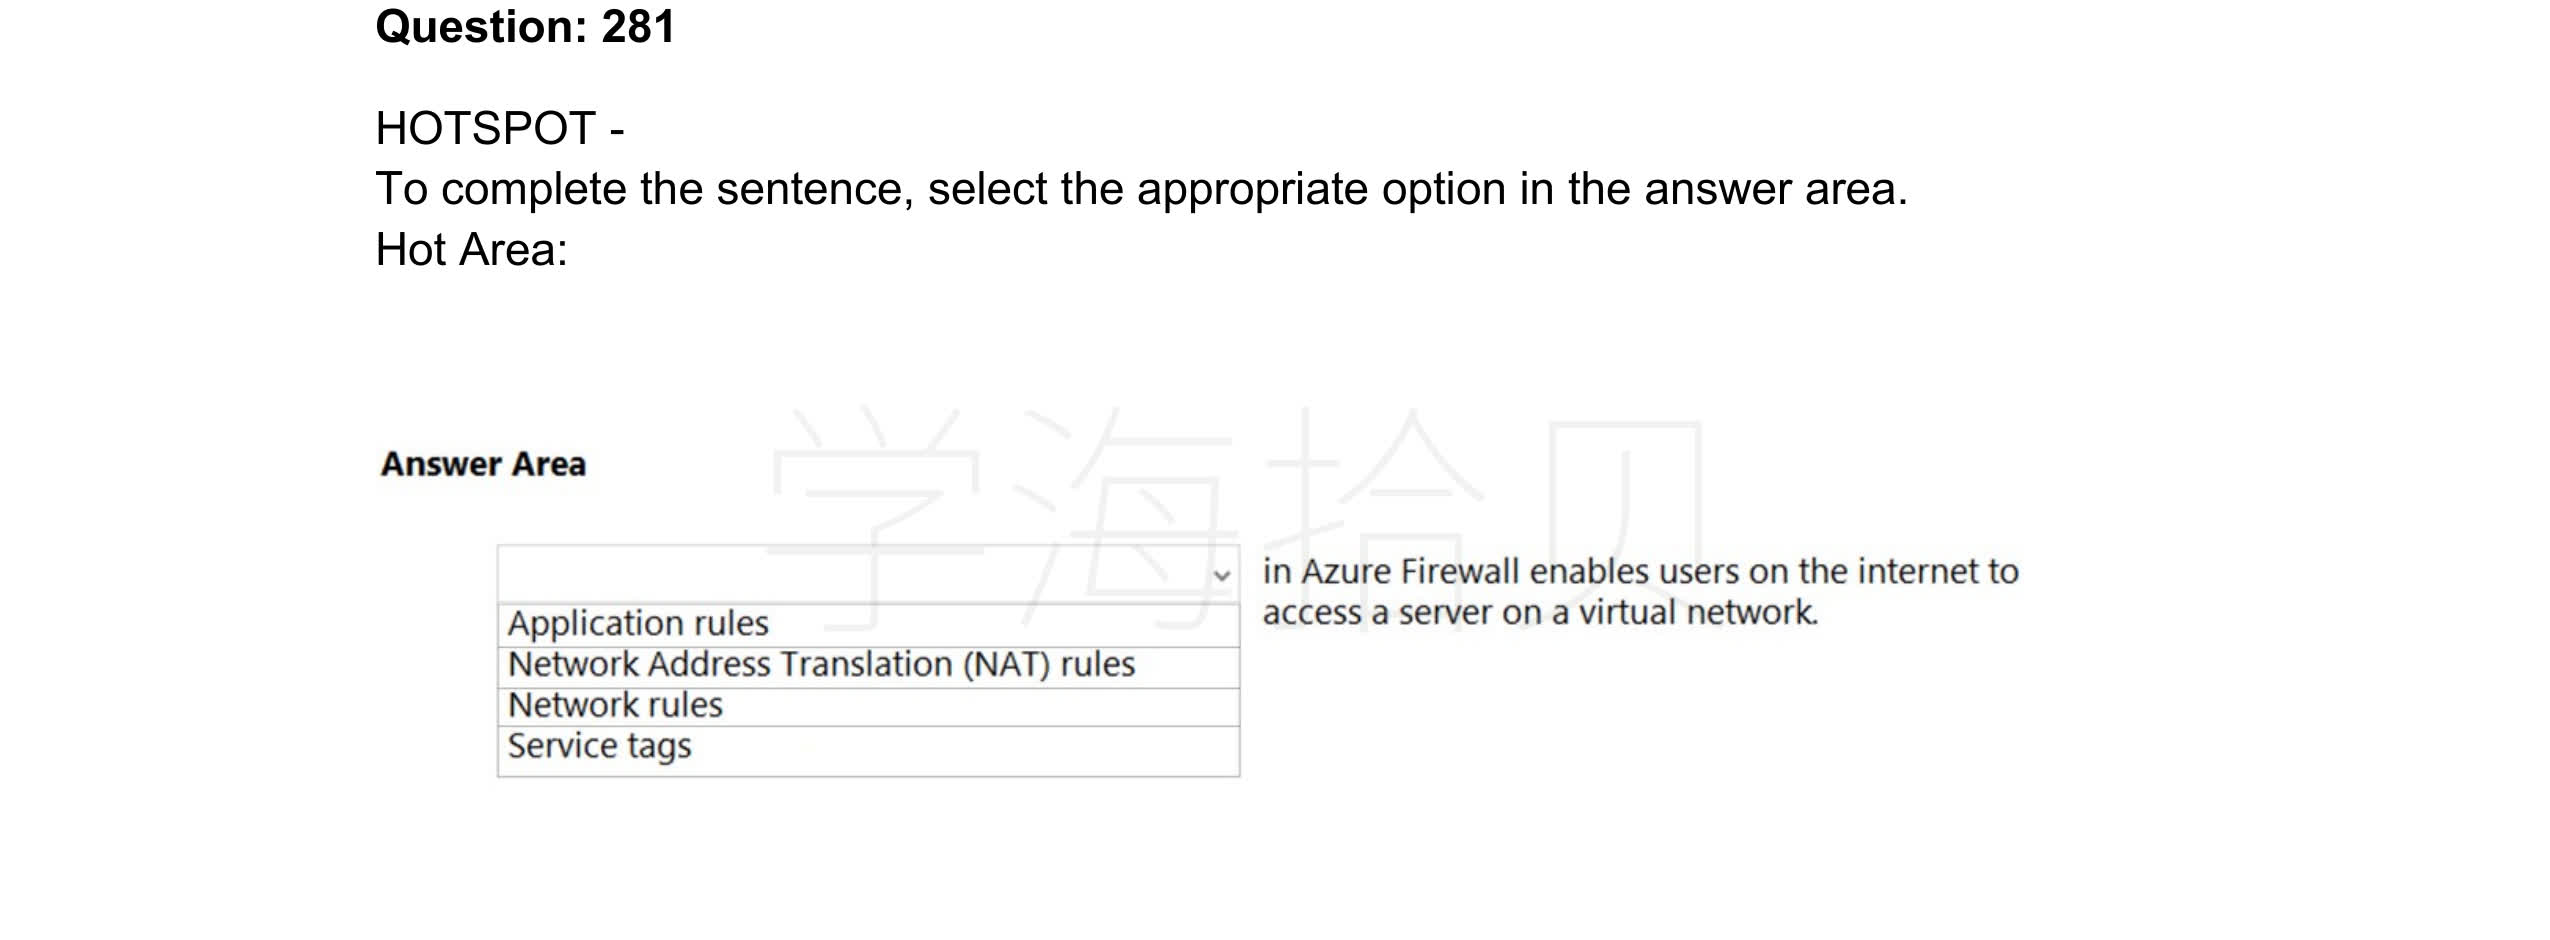 Question: 281
HOTSPOT -
To complete the sentence, select the appropriate option in the answer area.
Hot Area:
学海拾贝
Answer Area
in Azure Firewall enables users on the internet to
access a server on a virtual network.
Application rules
Network Address Translation (NAT) rules
Network rules
Service tags